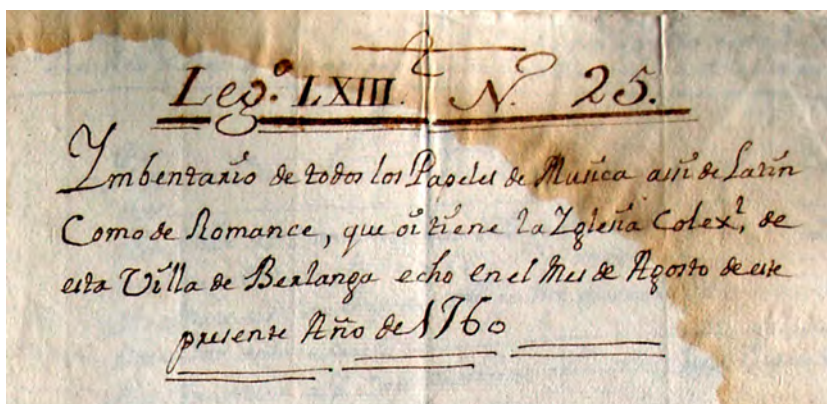 Leg.º LXIII. N. 25.
Ymbentario de todos los Papeles de Musica assi de Latin
Como de Romance, que oi tiene la Yglesia Colex.l, de
esta Villa de Berlanga echo en el Mes de Agosto de este
presente Año de 1760